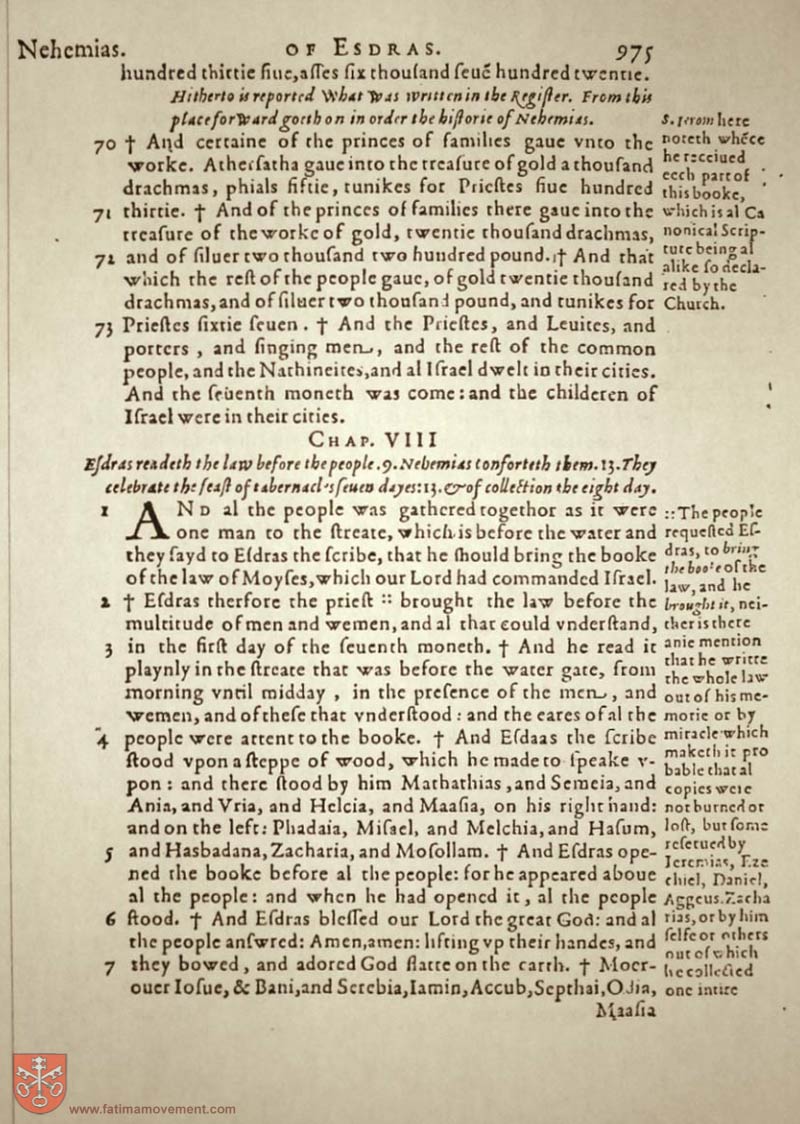 Nehemias. OF ESDRAS. 975
hundred thirtie fiue, asses six thousand seuē hundred twentie.
Hitherto is reported What Was written in the Register. From this
place forWard goeth on in order the historie of Nehemias.
70 † And certaine of the princes of families gaue vnto the
worke. Athersatha gaue into the treasure of gold a thousand
drachmas, phials fiftie, tunikes for Priestes fiue hundred
71 thirtie. † And of the princes of families there gaue into the
treasure of the worke of gold, twentie thousand drachmas,
72 and of siluer two thousand two hundred pound. † And that
which the rest of the people gaue, of gold twentie thousand
drachmas, and of siluer two thousand pound, and tunikes for
73 Priestes sixtie seuen. † And the Priestes, and Leuites, and
porters, and singing men, and the rest of the common
people, and the Nathineites, and al Israel dwelt in their cities.
And the seuenth moneth was come: and the childeren of
Israel were in their cities.
S. Ierom here
noteth whēce
he receiued
eech part of
this booke,
which is al Ca
nonical Scrip-
ture being al
alike so decla-
red by the
Church.
CHAP. VIII
Esdras readeth the law before the people. 9. Nehemias conforteth them. 13. They
celebrate the feast of tabernacl's seuen dayes: 13. & of collection the eight day.
1 AND al the people was gathered togethor as it were
one man to the streate, which is before the water and
they sayd to Esdras the scribe, that he should bring the booke
of the law of Moyses, which our Lord had commanded Israel.
2 † Esdras therfore the priest :: brought the law before the
multitude of men and wemen, and al that could vnderstand,
3 in the first day of the seuenth moneth. † And he read it
playnly in the streate that was before the water gate, from
morning vntil midday, in the presence of the men, and
wemen, and of these that vnderstood: and the eares of al the
4 people were attent to the booke. † And Esdaas the scribe
stood vpon a steppe of wood, which he made to speake v-
pon: and there stood by him Mathathias, and Semeia, and
Ania, and Vria, and Helcia, and Maasia, on his right hand:
and on the left: Phadaia, Misael, and Melchia, and Hasum,
5 and Hasbadana, Zacharia, and Mosollam. † And Esdras ope-
ned the booke before al the people: for he appeared aboue
al the people: and when he had opened it, al the people
6 stood. † And Esdras blessed our Lord the great God: and al
the people answred: Amen, amen: lifting vp their handes, and
7 they bowed, and adored God flatte on the earth. † Moer-
ouer Iosue, & Bani, and Serebia, Iamin, Accub, Septhai, Odia,
Maasia
::The people
requested Es-
dras, to bring
the booke of the
law, and he
brought it, nei-
ther is there
anie mention
that he writte
the whole law
out of his me-
morie or by
miracle which
maketh it pro
bable that al
copies were
not burned or
lost, but some
reserued by
Ieremias, Eze
chiel, Daniel,
Aggeus. Zacha
rias, or by him
selfe or others
out of which
he collected
one intire
www.fatimamovement.com